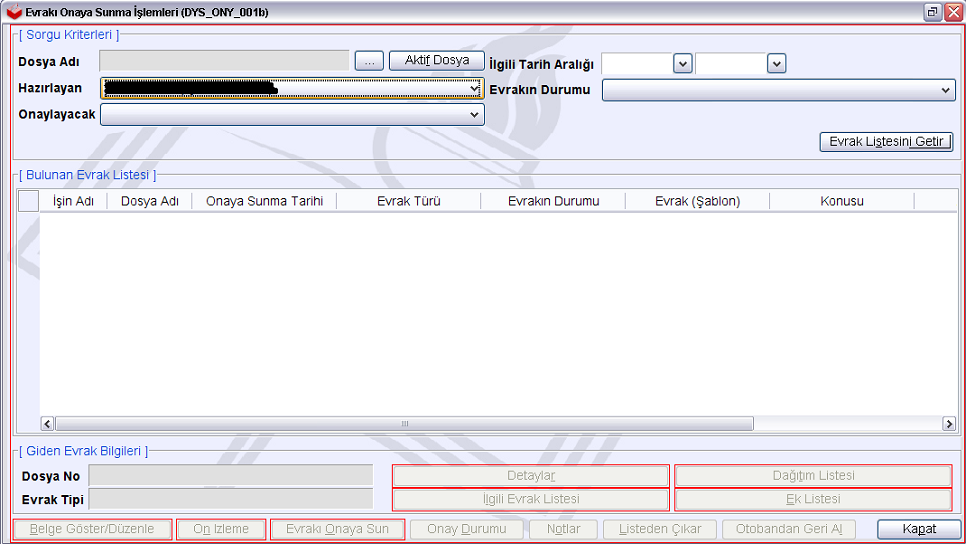 Evrakı Onaya Sunma İşlemleri (DYS_ONY_001b)
[ Sorgu Kriterleri ]
Dosya Adı ... Aktif Dosya İlgili Tarih Aralığı
Hazırlayan Evrakın Durumu
Onaylayacak
Evrak Listesini Getir
[ Bulunan Evrak Listesi ]
İşin Adı Dosya Adı Onaya Sunma Tarihi Evrak Türü Evrakın Durumu Evrak (Şablon) Konusu
[ Giden Evrak Bilgileri ]
Dosya No Detaylar Dağıtım Listesi
Evrak Tipi İlgili Evrak Listesi Ek Listesi
Belge Göster/Düzenle Ön İzleme Evrakı Onaya Sun Onay Durumu Notlar Listeden Çıkar Otobandan Geri Al Kapat